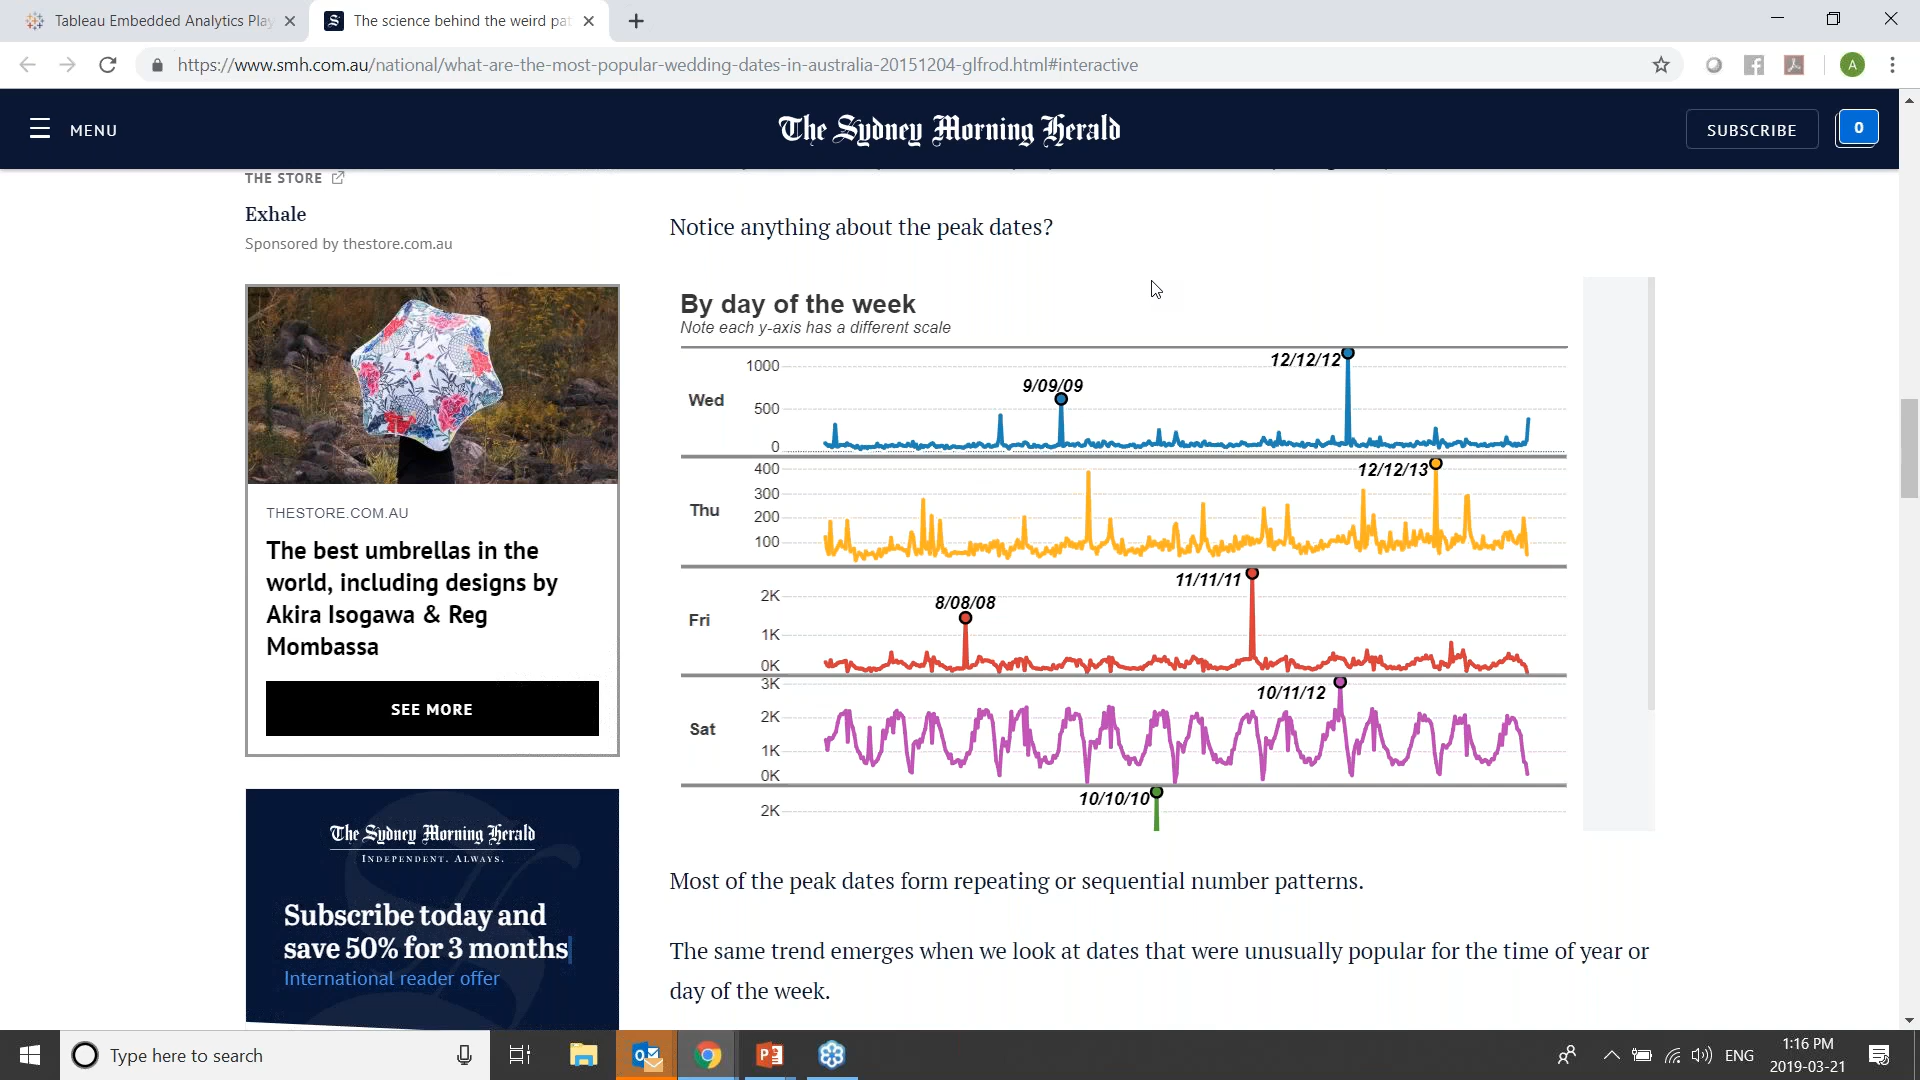 Tableau Embedded Analytics Play
The science behind the weird pat
https://www.smh.com.au/national/what-are-the-most-popular-wedding-dates-in-australia-20151204-glfrod.html#interactive
A
MENU
The Sydney Morning Herald
SUBSCRIBE
0
THE STORE
Exhale
Sponsored by thestore.com.au
THESTORE.COM.AU
The best umbrellas in the
world, including designs by
Akira Isogawa & Reg
Mombassa
SEE MORE
The Sydney Morning Herald
INDEPENDENT. ALWAYS.
Subscribe today and
save 50% for 3 months
International reader offer
Notice anything about the peak dates?
By day of the week
Note each y-axis has a different scale
Wed
1000
500
0
9/09/09
12/12/12
Thu
400
300
200
100
12/12/13
Fri
2K
1K
0K
8/08/08
11/11/11
Sat
3K
2K
1K
0K
10/11/12
2K
10/10/10
Most of the peak dates form repeating or sequential number patterns.
The same trend emerges when we look at dates that were unusually popular for the time of year or
day of the week.
Type here to search
ENG
1:16 PM
2019-03-21